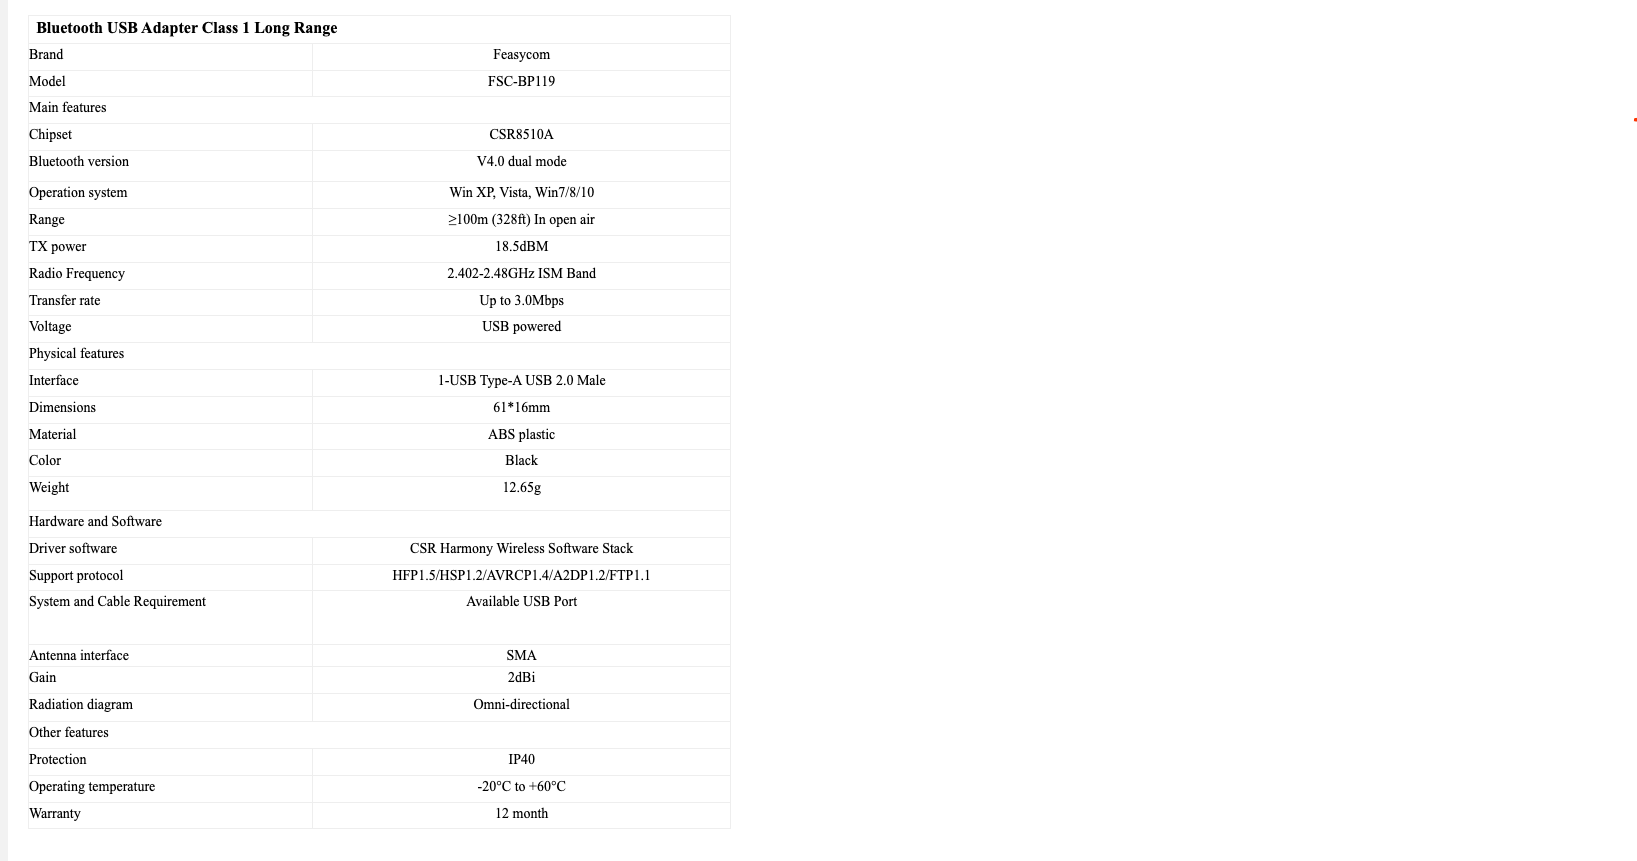 Bluetooth USB Adapter Class 1 Long Range
Brand Feasycom
Model FSC-BP119
Main features
Chipset CSR8510A
Bluetooth version V4.0 dual mode
Operation system Win XP, Vista, Win7/8/10
Range ≥100m (328ft) In open air
TX power 18.5dBM
Radio Frequency 2.402-2.48GHz ISM Band
Transfer rate Up to 3.0Mbps
Voltage USB powered
Physical features
Interface 1-USB Type-A USB 2.0 Male
Dimensions 61*16mm
Material ABS plastic
Color Black
Weight 12.65g
Hardware and Software
Driver software CSR Harmony Wireless Software Stack
Support protocol HFP1.5/HSP1.2/AVRCP1.4/A2DP1.2/FTP1.1
System and Cable Requirement Available USB Port
Antenna interface SMA
Gain 2dBi
Radiation diagram Omni-directional
Other features
Protection IP40
Operating temperature -20°C to +60°C
Warranty 12 month